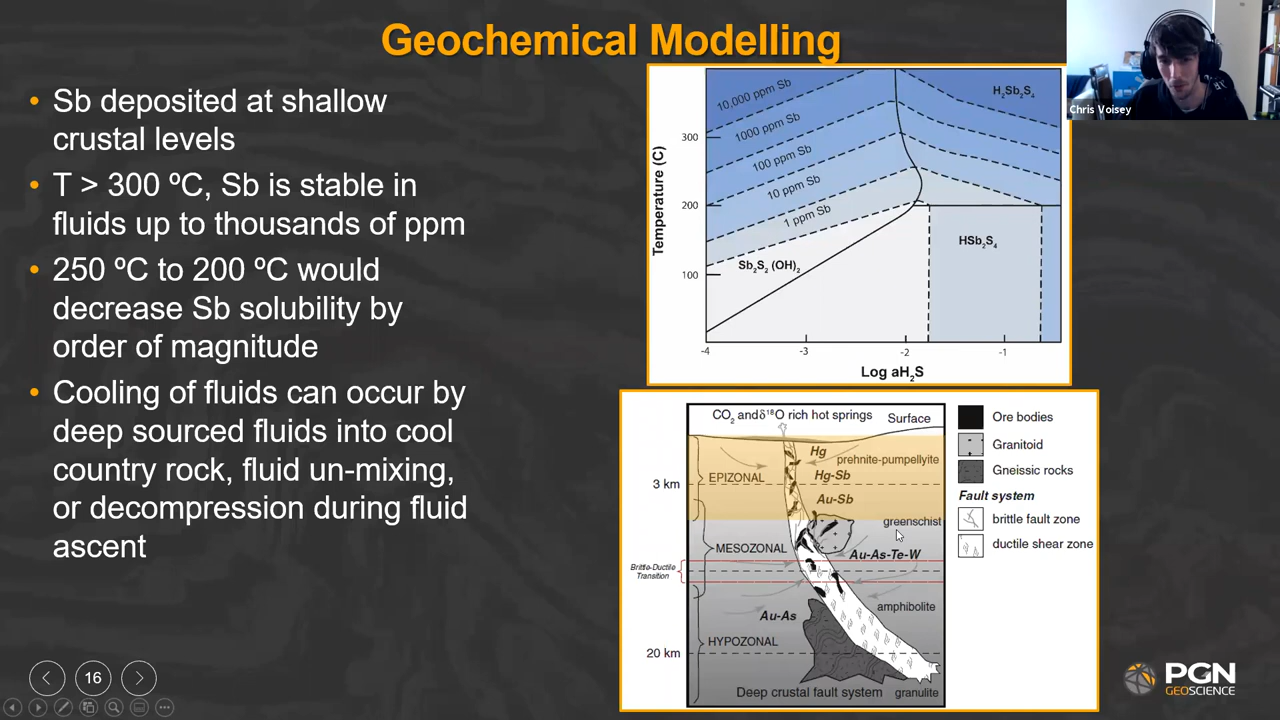 Geochemical Modelling
• Sb deposited at shallow
crustal levels
• T > 300 ºC, Sb is stable in
fluids up to thousands of ppm
• 250 ºC to 200 ºC would
decrease Sb solubility by
order of magnitude
• Cooling of fluids can occur by
deep sourced fluids into cool
country rock, fluid un-mixing,
or decompression during fluid
ascent
Temperature (C)
300
200
100
10,000 ppm Sb
1000 ppm Sb
100 ppm Sb
10 ppm Sb
1 ppm Sb
H₂Sb₂S₄
HSb₂S₄
Sb₂S₂ (OH)₂
-4
-3
-2
-1
Log aH₂S
Chris Voisey
CO₂ andδ¹⁸O rich hot springs
Surface
Hg
prehnite-pumpellyite
EPIZONAL
Hg-Sb
3 km
Au-Sb
greenschist
MESOZONAL
Au-As-Te-W
Brittle-Ductile
Transition
amphibolite
Au-As
HYPOZONAL
20 km
Deep crustal fault system
granulite
Ore bodies
Granitoid
Gneissic rocks
Fault system
brittle fault zone
ductile shear zone
16
PGN
GEOSCIENCE